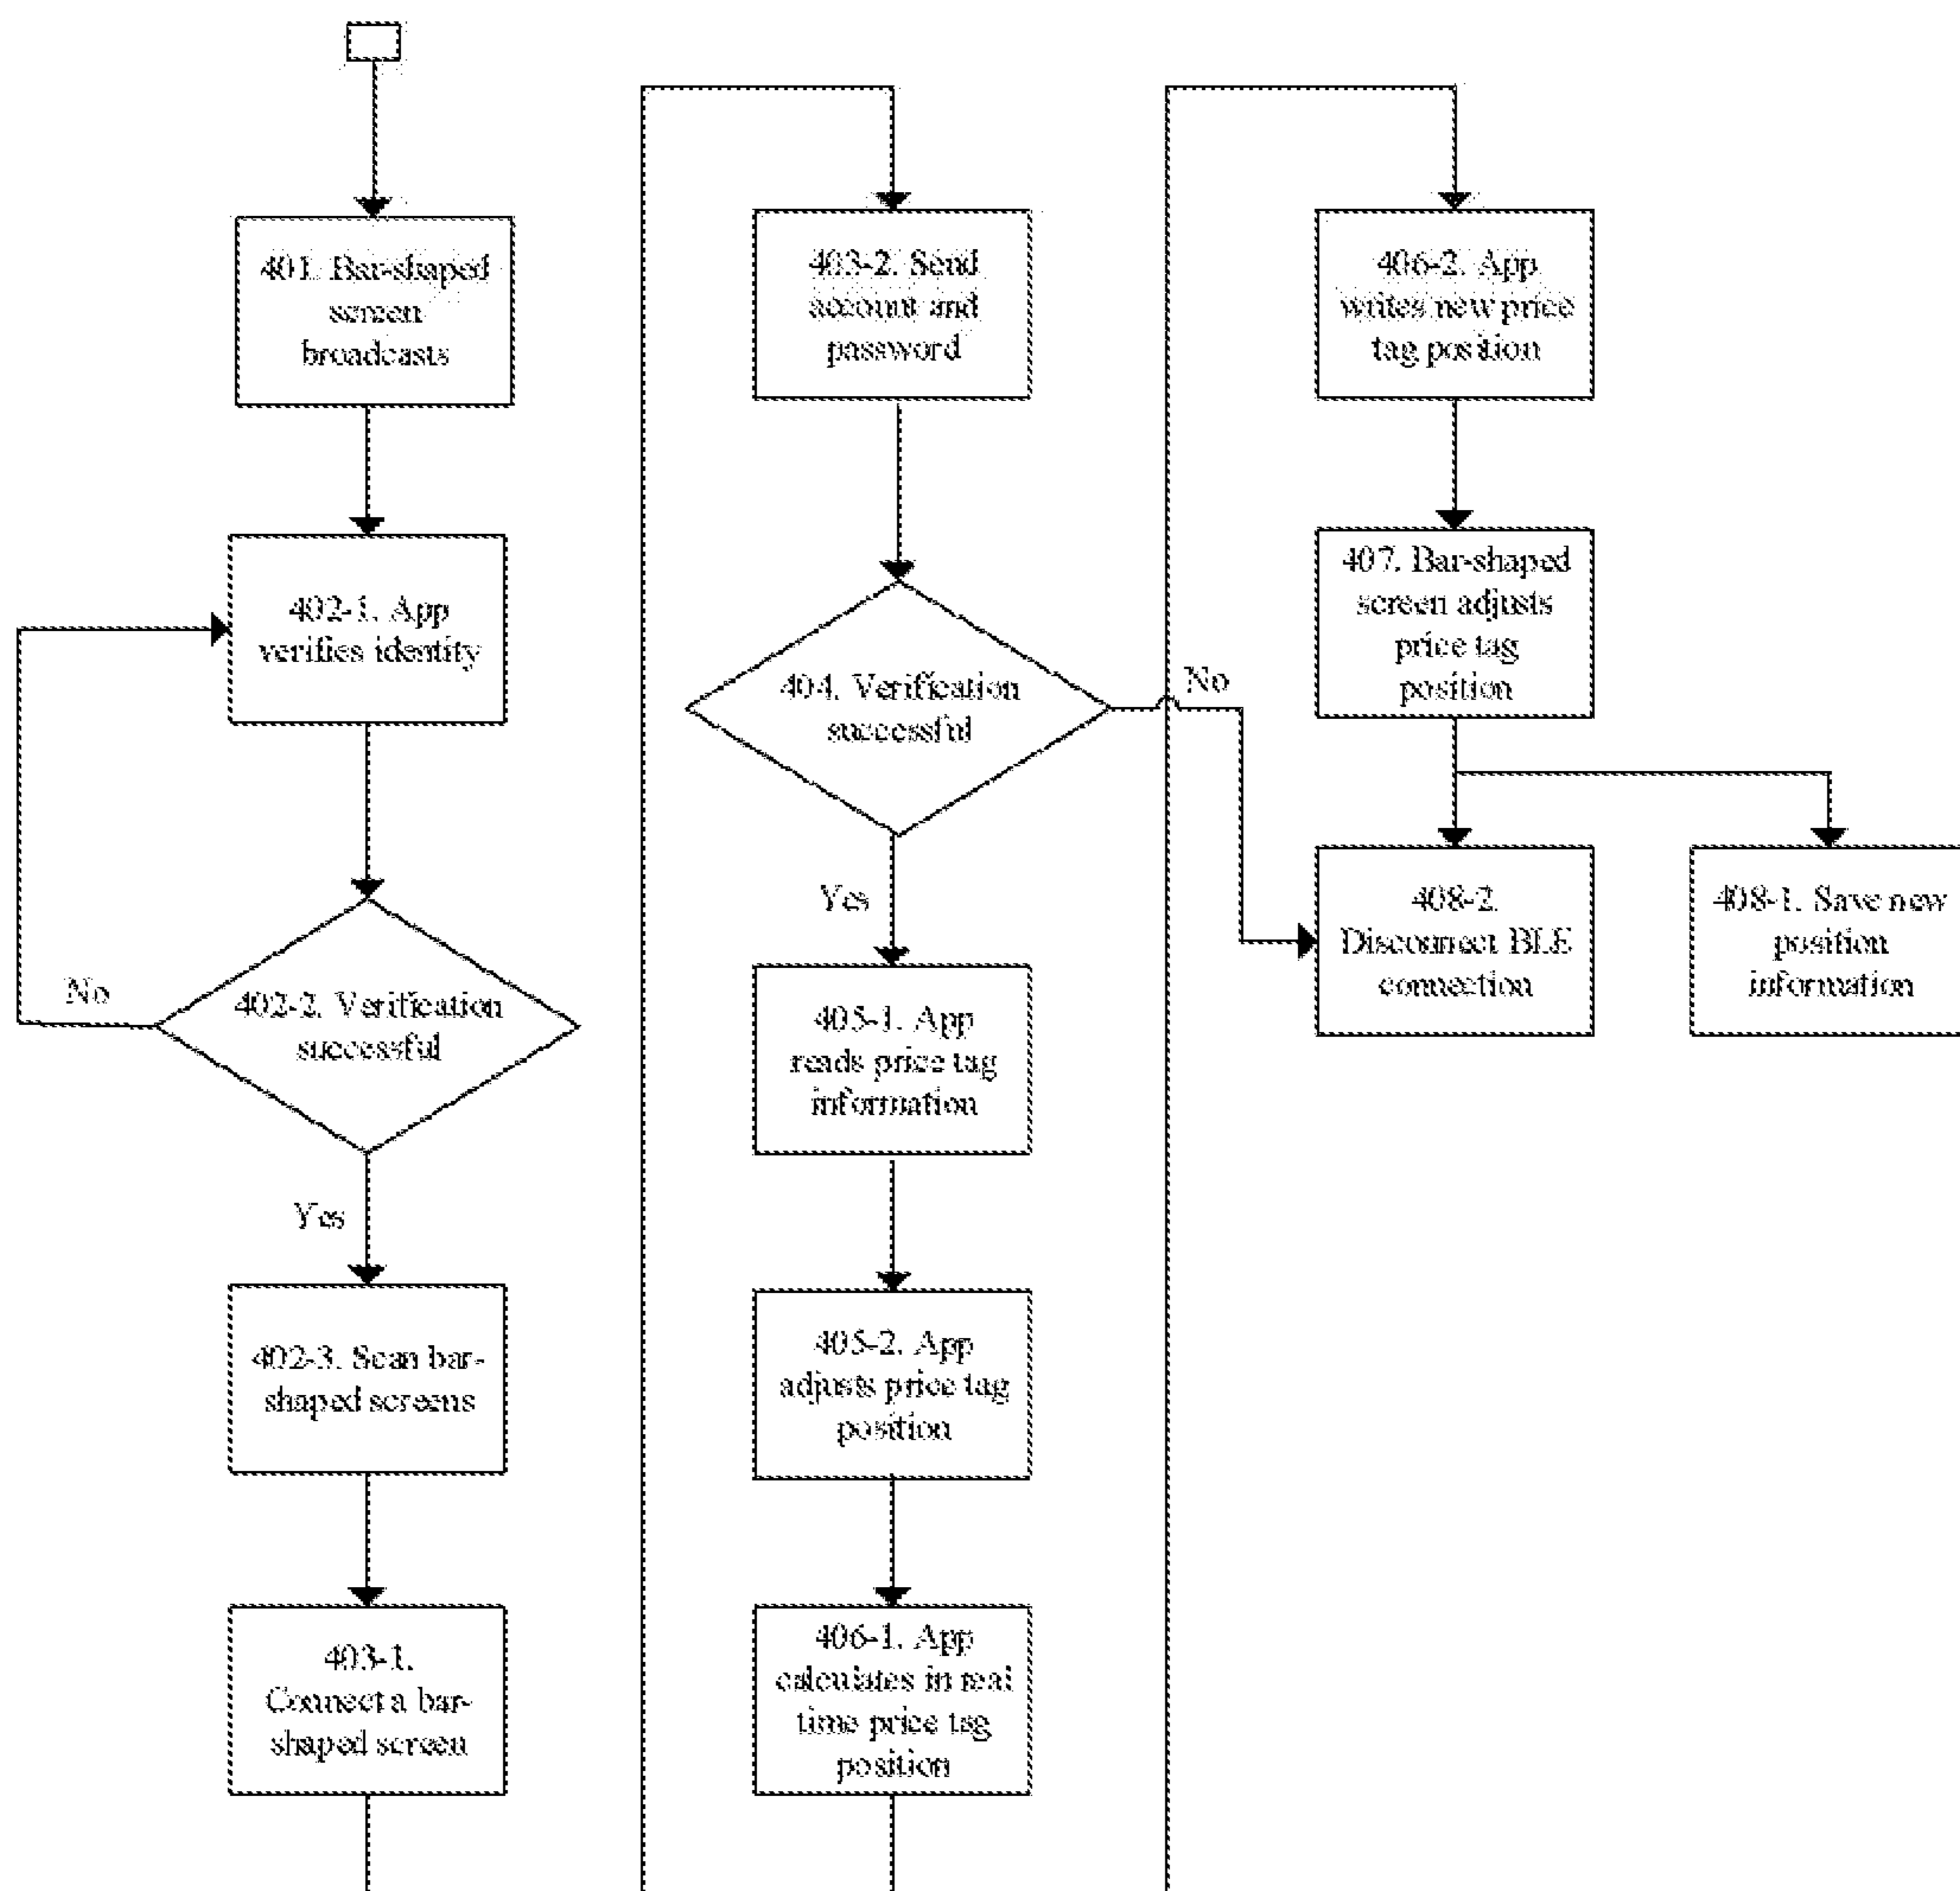 401. Bar-shaped
screen
broadcasts
402-1. App
verifies identity
No
402-2. Verification
successful
Yes
402-3. Scan bar-
shaped screens
403-1.
Connect a bar-
shaped screen
403-2. Send
account and
password
404. Verification
successful
No
Yes
405-1. App
reads price tag
information
405-2. App
adjusts price tag
position
406-1. App
calculates in real
time price tag
position
406-2. App
writes new price
tag position
407. Bar-shaped
screen adjusts
price tag
position
408-2.
Disconnect BLE
connection
408-1. Save new
position
information